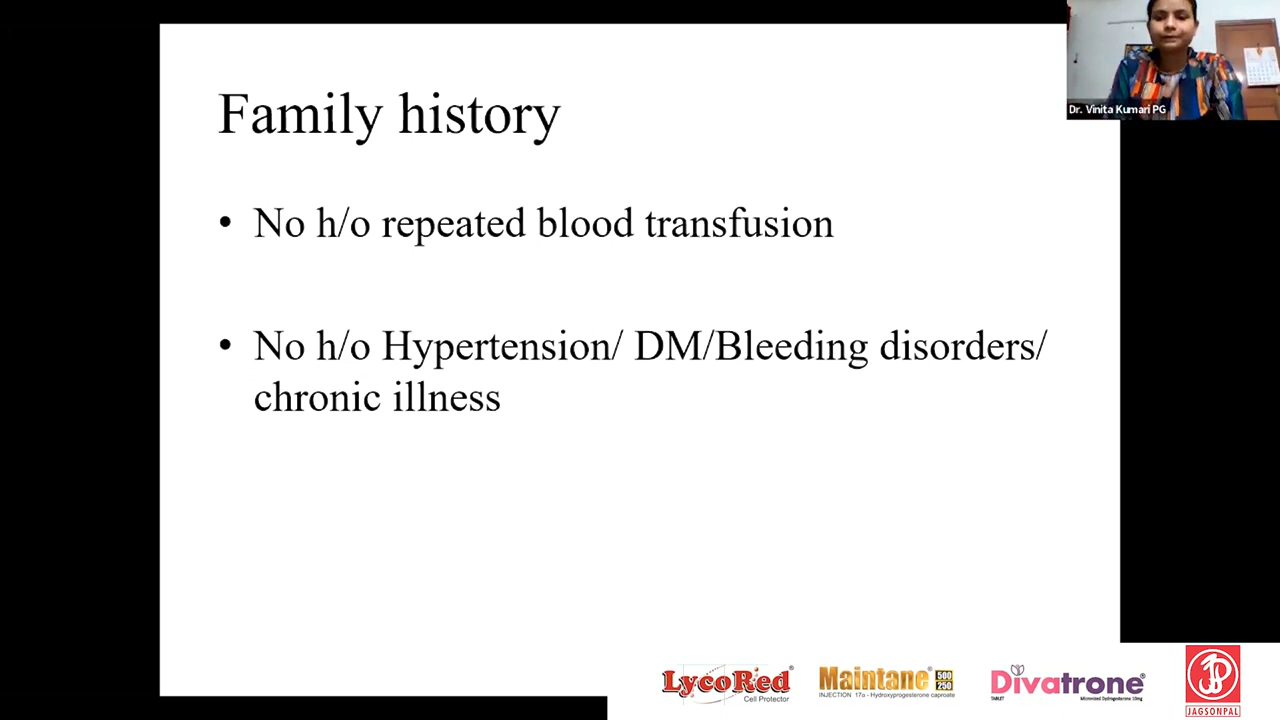 Family history
• No h/o repeated blood transfusion
• No h/o Hypertension/ DM/Bleeding disorders/
chronic illness
Dr. Vinita Kumari PG
LycoRed®
Cell Protector
Maintane® 500 250
INJECTION 17α - Hydroxyprogesterone caproate
Divatrone®
TABLET Micronized Dydrogesterone 10mg
JAGSONPAL